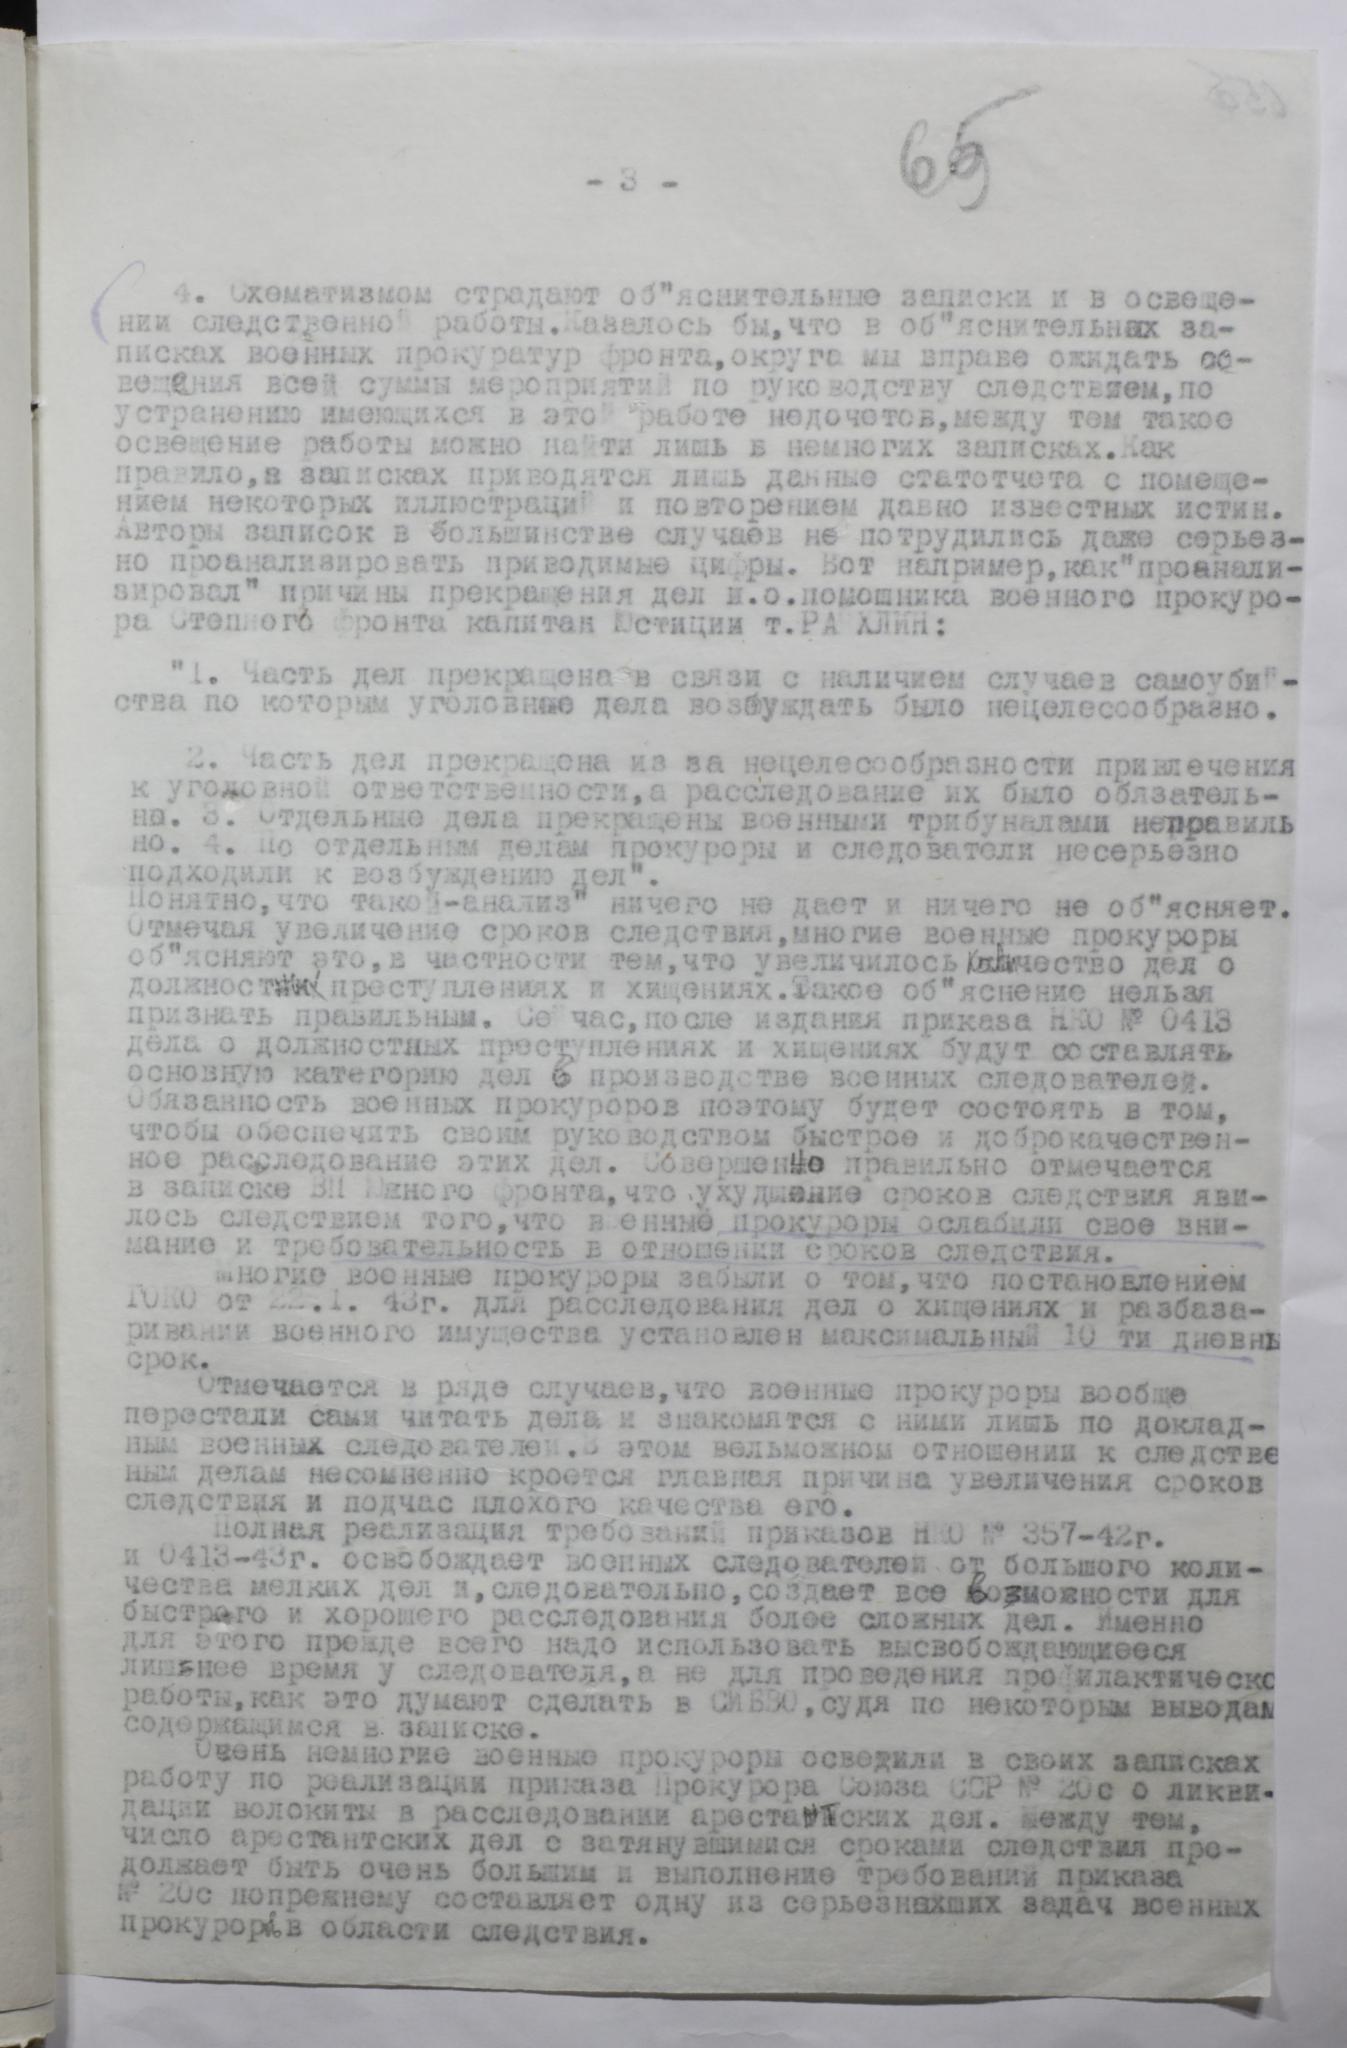 65
- 3 -
4. Схематизмом страдают об"яснительные записки и в освеще-
нии следственной работы.Казалось бы,что в об"яснительных за-
писках военных прокуратур фронта,округа мы вправе ожидать ос-
вещения всей суммы мероприятий по руководству следствием,по
устранению имеющихся в этой работе недочетов,между тем такое
освещение работы можно найти лишь в немногих записках.Как
правило,в записках приводятся лишь данные статотчета с помеще-
нием некоторых иллюстраций и повторением давно известных истин.
Авторы записок в большинстве случаев не потрудились даже серьез-
но проанализировать приводимые цифры. Вот например,как"проанали-
зировал" причины прекращения дел и.о.помошника военного прокуро-
ра Степного фронта капитан Юстиции т.
"1. Часть дел прекращена в связи с наличием случаев самоубий-
ства по которым уголовные дела возбуждать было нецелесообразно.
2. Часть дел прекращена из за нецелесообразности привлечения
к уголовной ответственности,а расследование их было обязатель-
но. 3. Отдельные дела прекращены военными трибуналами неправиль
но. 4. По отдельным делам прокуроры и следователи несерьезно
подходили к возбуждению дел".
Понятно,что такой-анализ" ничего не дает и ничего не об"ясняет.
Отмечая увеличение сроков следствия,многие военные прокуроры
об"ясняют это,в частности тем,что увеличилось количество дел о
должностных преступлениях и хищениях.Такое об"яснение нельзя
признать правильным. Сейчас,после издания приказа НКО № 0413
дела о должностных преступлениях и хищениях будут составлять
основную категорию дел в производстве военных следователей.
Обязанность военных прокуроров поэтому будет состоять в том,
чтобы обеспечить своим руководством быстрое и доброкачествен-
ное расследование этих дел. Совершенно правильно отмечается
в записке ВП Южного фронта,что ухудшение сроков следствия яви-
лось следствием того,что военные прокуроры ослабили свое вни-
мание и требовательность в отношении сроков следствия.
Многие военные прокуроры забыли о том,что постановлением
ГОКО от 22.1. 43г. для расследования дел о хищениях и разбаза-
ривании военного имущества установлен максимальный 10 ти дневны
срок.
Отмечается в ряде случаев,что военные прокуроры вообще
перестали сами читать дела и знакомятся с ними лишь по доклад-
ным военных следователей.В этом вельможном отношении к следстве
ным делам несомненно кроется главная причина увеличения сроков
следствия и подчас плохого качества его.
Полная реализация требований приказов НКО № 357-42г.
и 0413-43г. освобождает военных следователей от большого коли-
чества мелких дел и,следовательно,создает все возможности для
быстрого и хорошего расследования более сложных дел. Именно
для этого прежде всего надо использовать высвобождающиееся
лишьнее время у следователя,а не для проведения профилактическо
работы,как это думают сделать в СИБВО,судя по некоторым выводам
содержащимся в записке.
Очень немногие военные прокуроры осветили в своих записках
работу по реализации приказа Прокурора Союза ССР № 20с о ликви-
дации волокиты в расследовании арестантских дел. Между тем,
число арестантских дел с затянувшимися сроками следствия про-
должает быть очень большим и выполнение требований приказа
№ 20с попрежнему составляет одну из серьезнахших задач военных
прокуроров в области следствия.